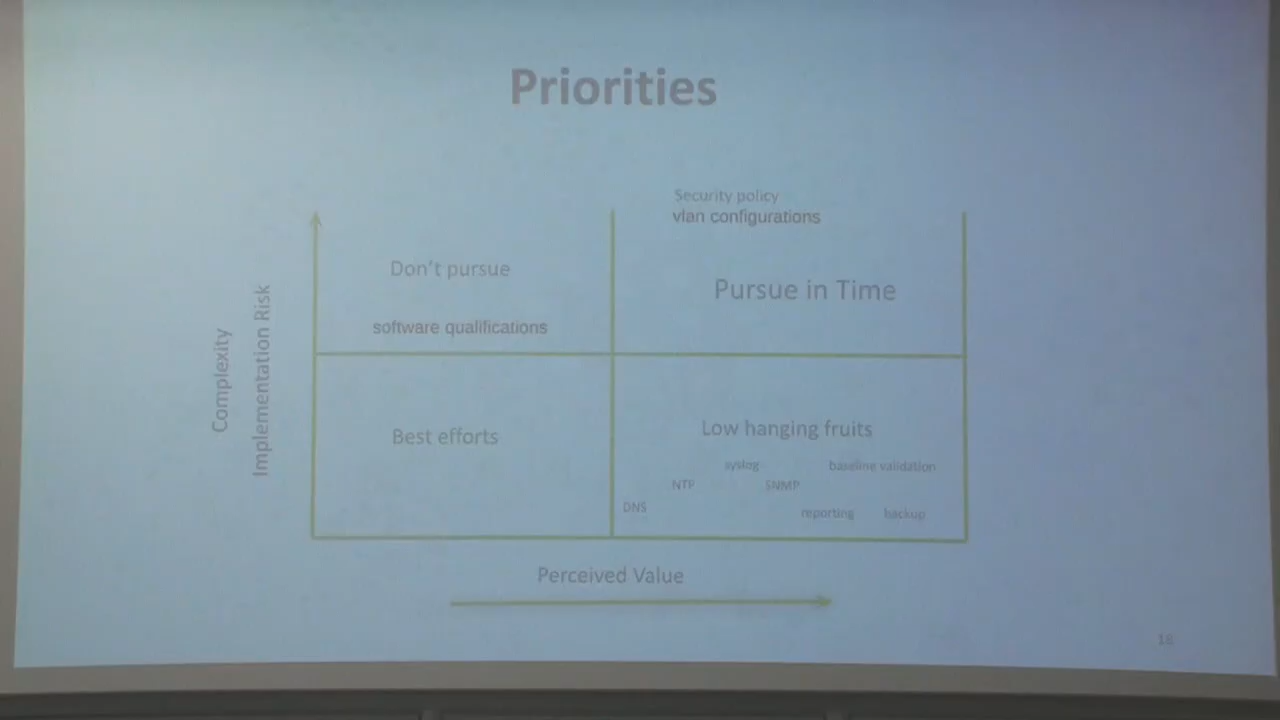 Priorities
Security policy
vlan configurations
Don't pursue
Pursue in Time
software qualifications
Complexity
Implementation Risk
Best efforts
Low hanging fruits
syslog
baseline validation
NTP
SNMP
DNS
reporting
backup
Perceived Value
18